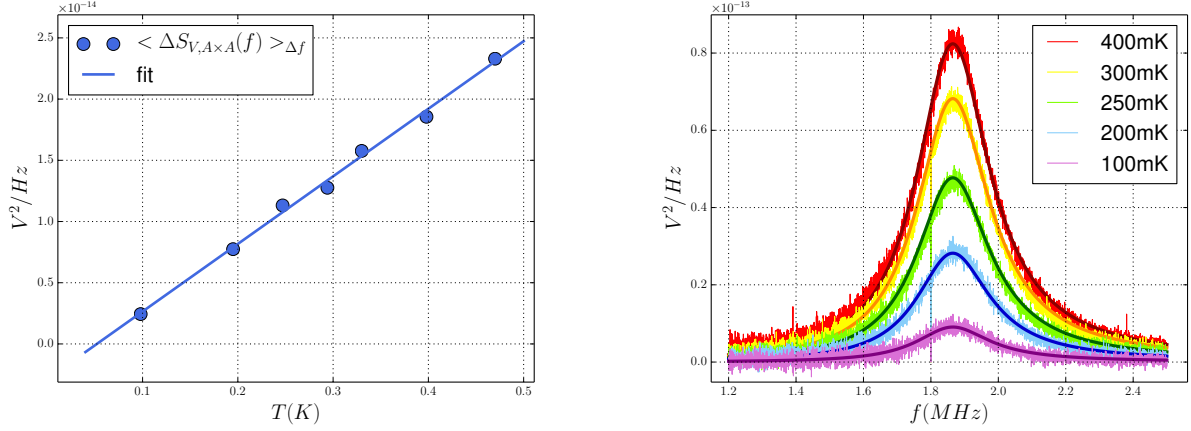 ×10⁻¹⁴
2.5
2.0
1.5
1.0
0.5
0.0
V²/Hz
0.1 0.2 0.3 0.4 0.5
T(K)
< ΔS_{V,A×A}(f) >_{Δf}
fit
×10⁻¹³
0.8
0.6
0.4
0.2
0.0
V²/Hz
1.2 1.4 1.6 1.8 2.0 2.2 2.4
f(MHz)
400mK
300mK
250mK
200mK
100mK